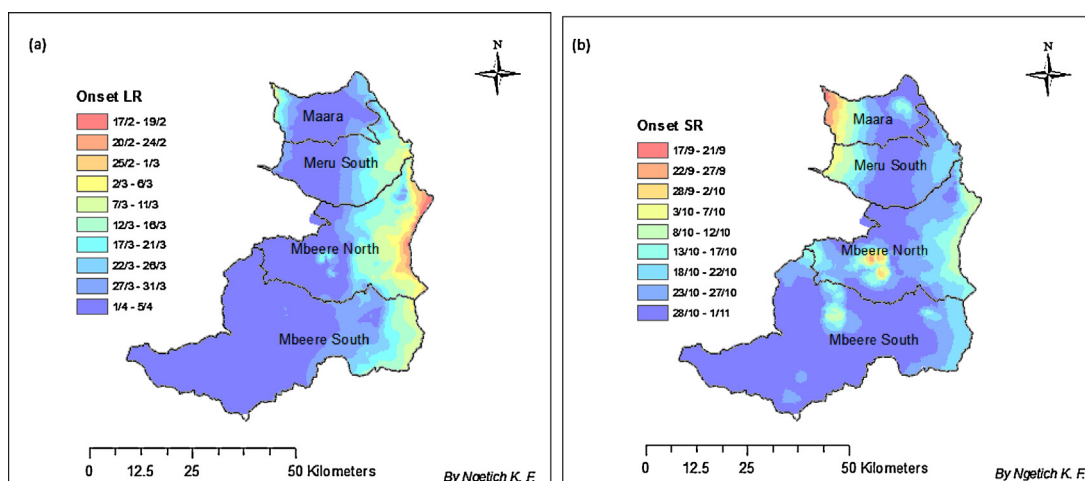 (a)
N
Onset LR
17/2 - 19/2
20/2 - 24/2
25/2 - 1/3
2/3 - 6/3
7/3 - 11/3
12/3 - 16/3
17/3 - 21/3
22/3 - 26/3
27/3 - 31/3
1/4 - 5/4
Maara
Meru South
Mbeere North
Mbeere South
0 12.5 25 50 Kilometers
By Ngetich K. F.
(b)
N
Onset SR
17/9 - 21/9
22/9 - 27/9
28/9 - 2/10
3/10 - 7/10
8/10 - 12/10
13/10 - 17/10
18/10 - 22/10
23/10 - 27/10
28/10 - 1/11
Maara
Meru South
Mbeere North
Mbeere South
0 12.5 25 50 Kilometers
By Ngetich K. F.